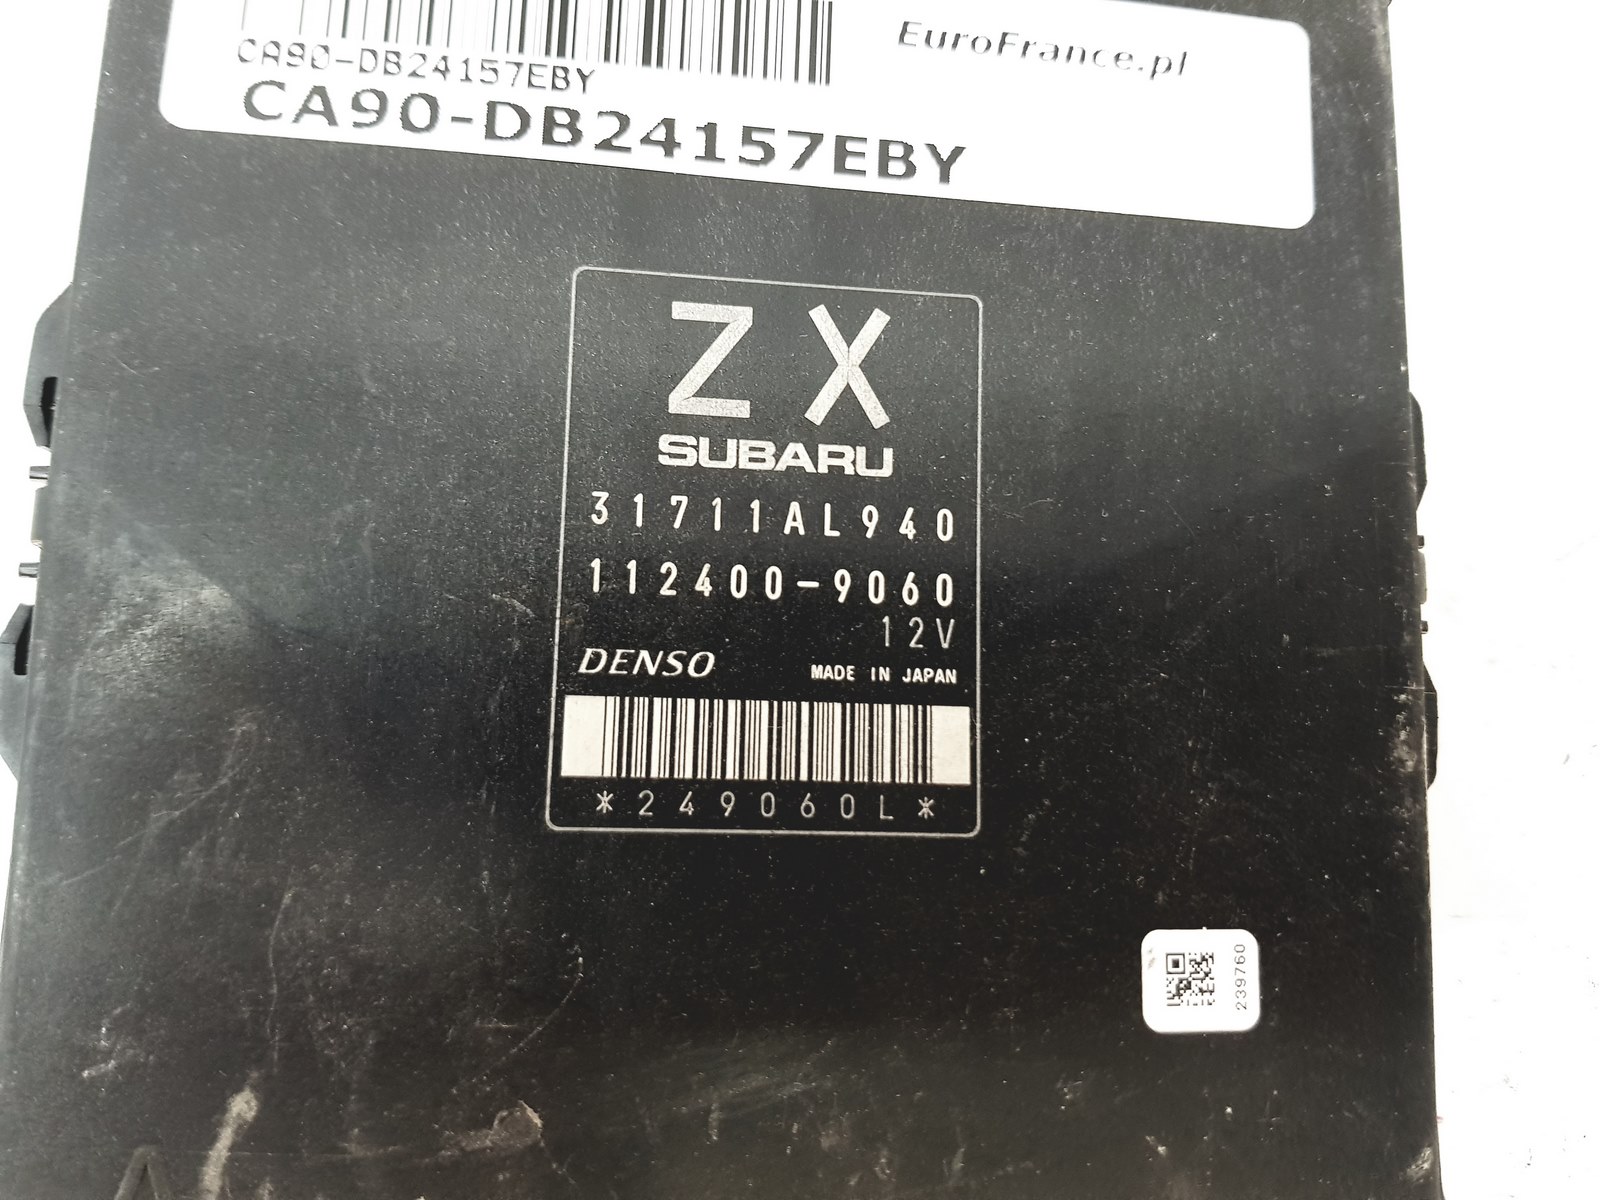 EuroFrance.pl
CA90-DB24157EBY
CA90-DB24157EBY
ZX
SUBARU
31711AL940
112400-9060
12V
DENSO
MADE IN JAPAN
*249060L*
239760